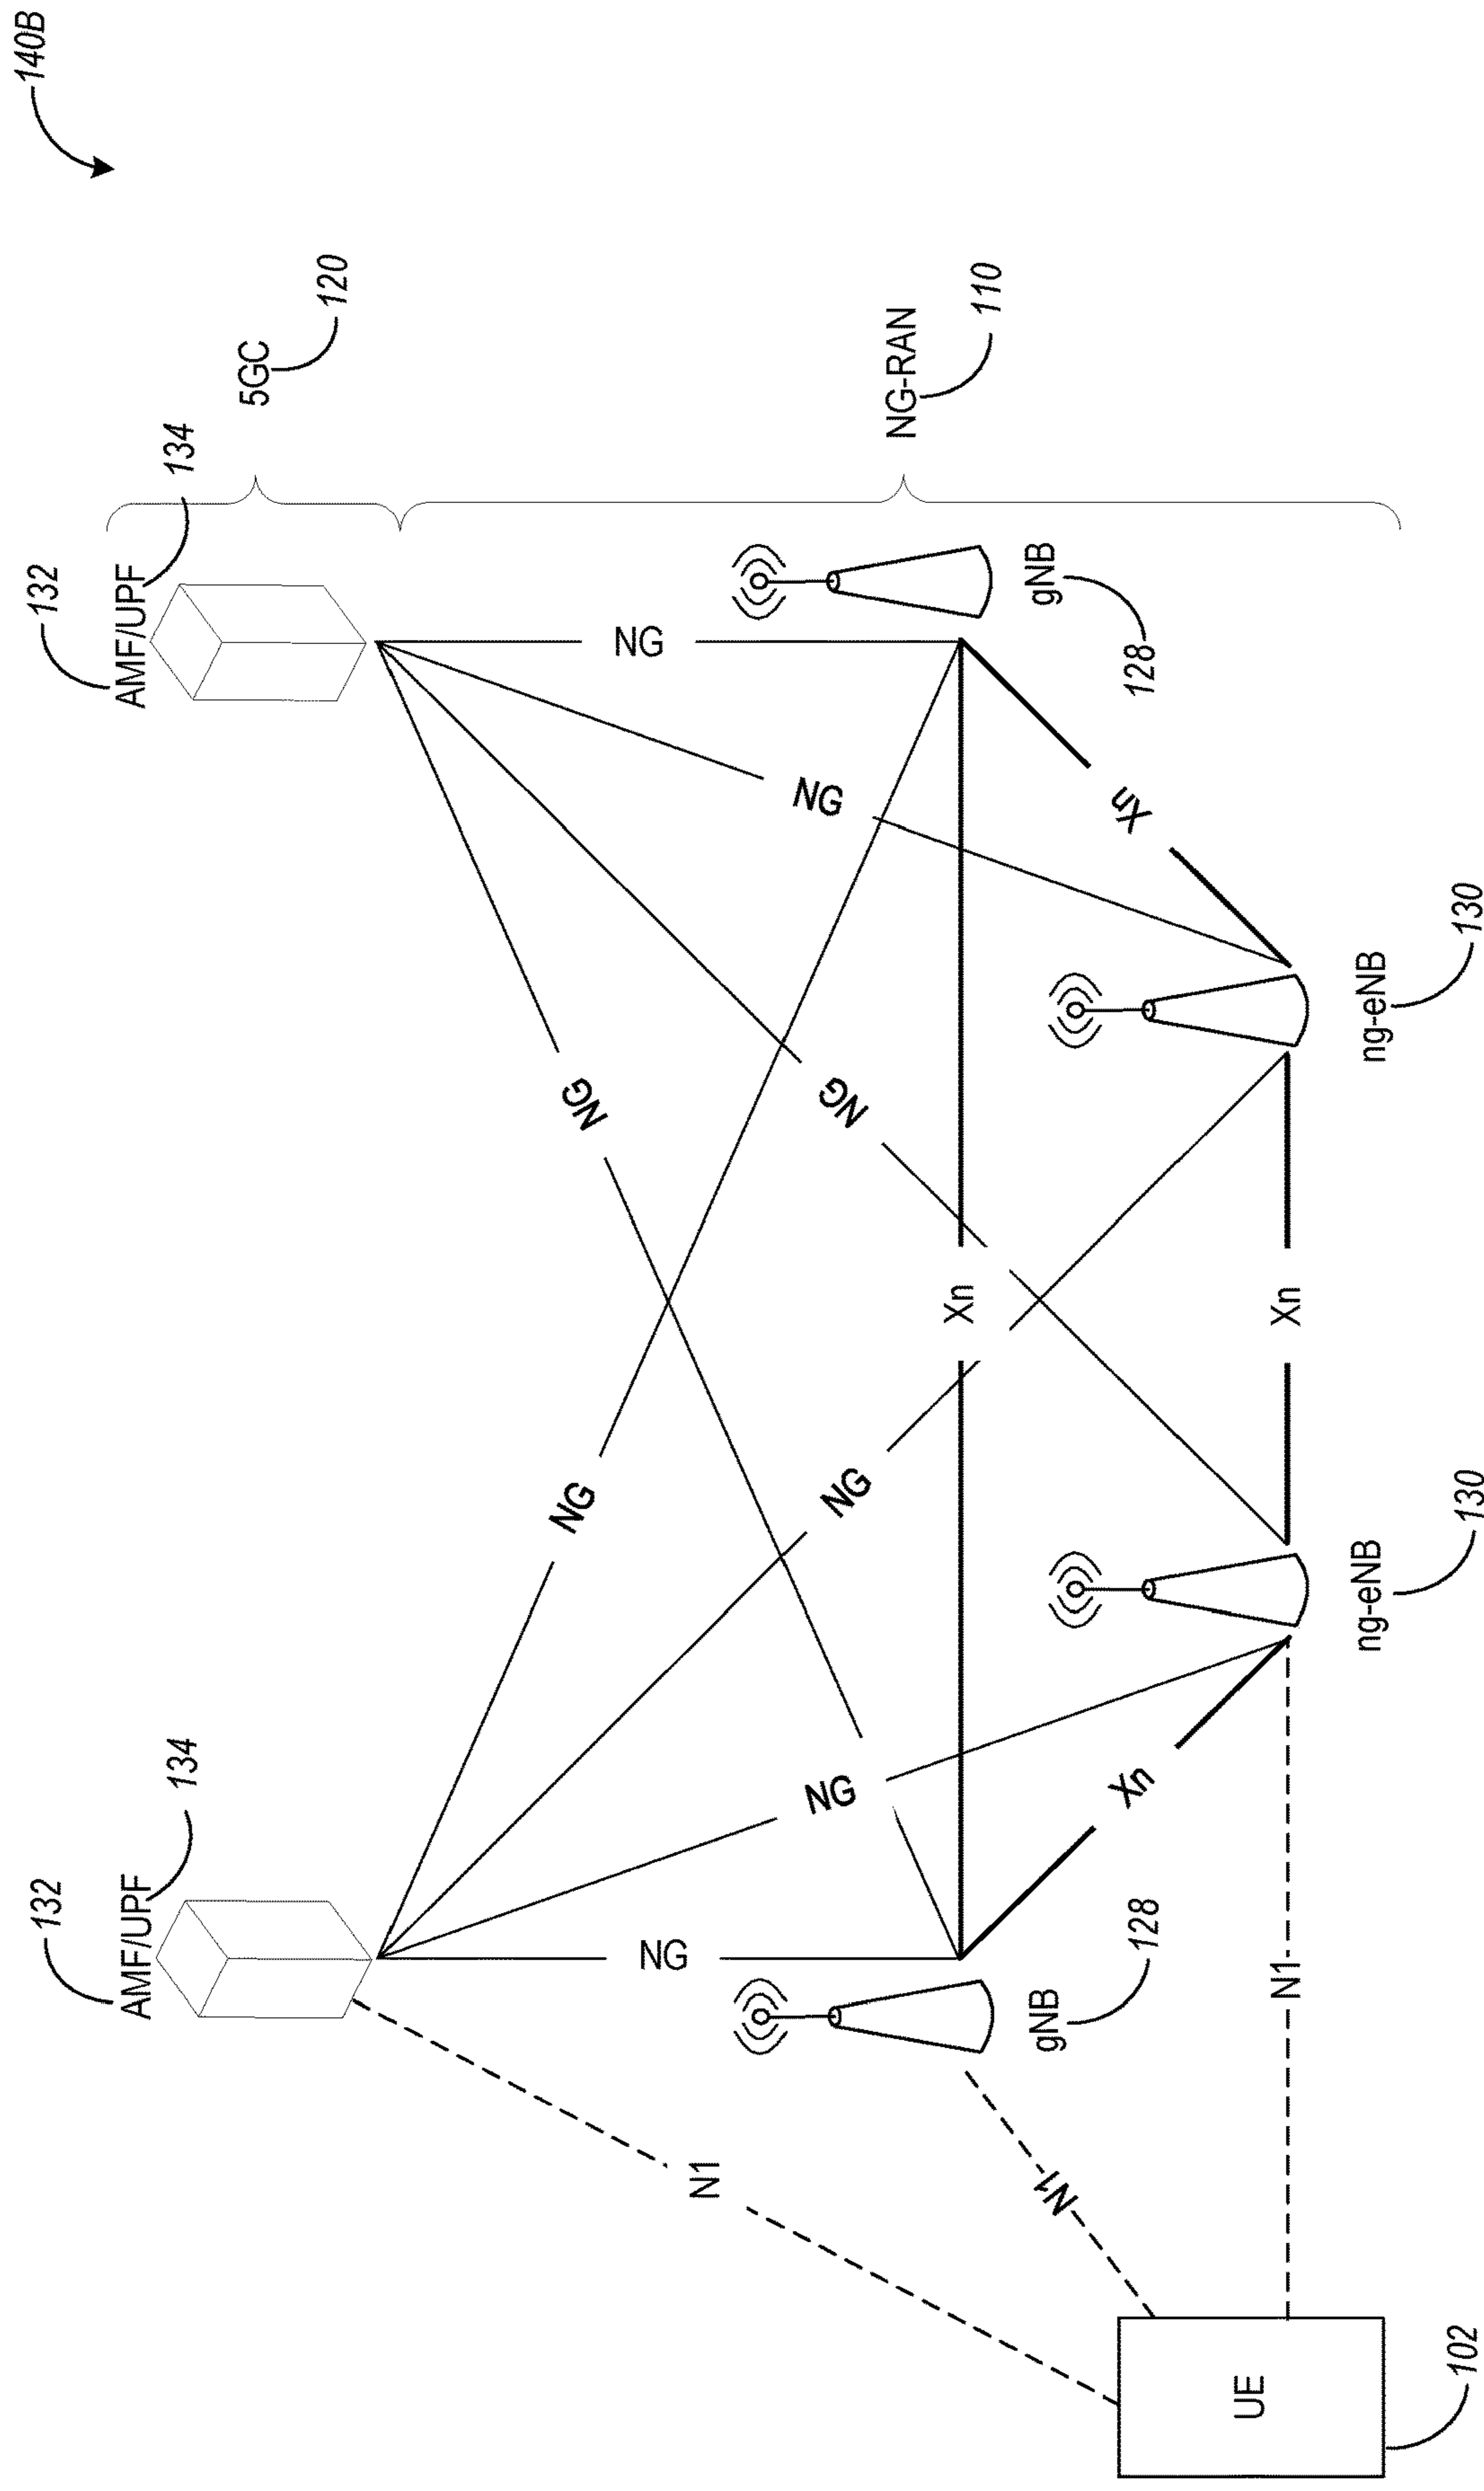 140B
132
AMF/UPF
134
132
AMF/UPF
134
5GC
120
NG
NG
NG
NG
NG
NG
NG
NG
gNB
128
gNB
128
NG-RAN
110
Xn
Xn
Xn
Xn
N1
N1
N1
ng-eNB
130
ng-eNB
130
UE
102